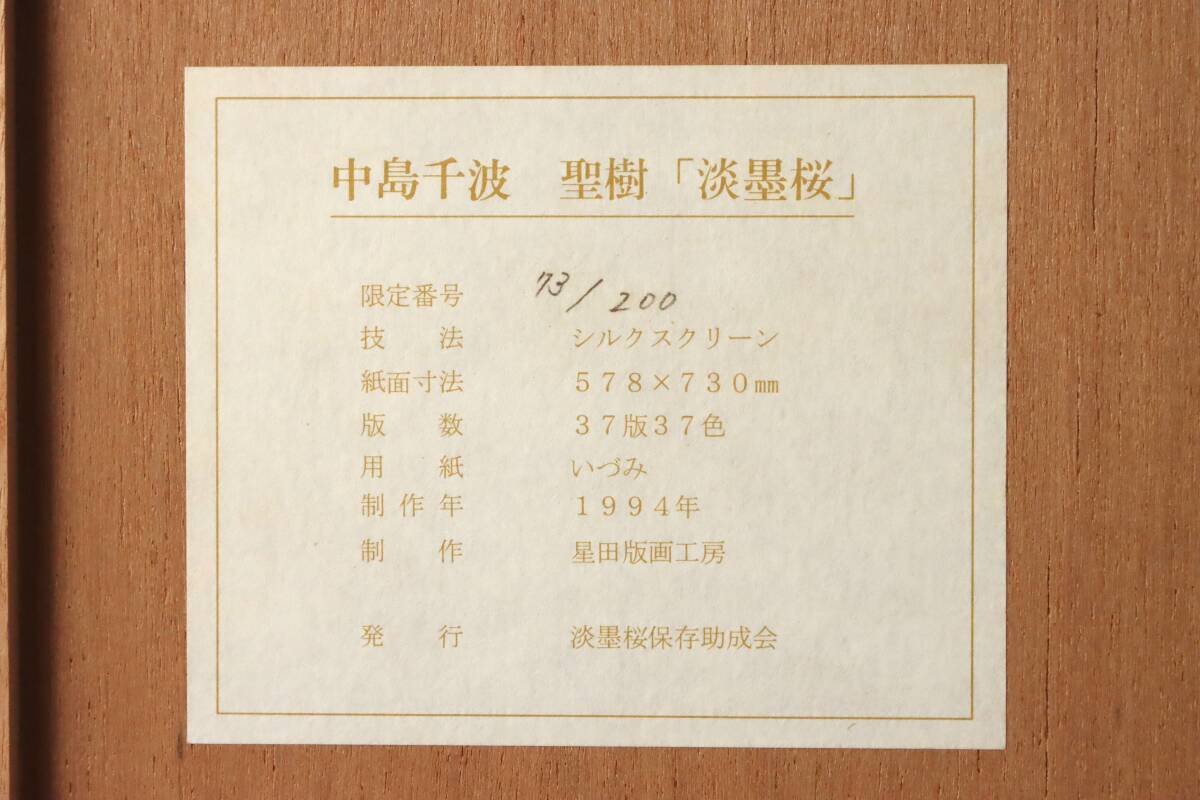 中島千波　聖樹「淡墨桜」
限定番号　73/200
技　法　シルクスクリーン
紙面寸法　５７８×７３０㎜
版　数　３７版３７色
用　紙　いづみ
制作年　１９９４年
制　作　星田版画工房
発　行　淡墨桜保存助成会